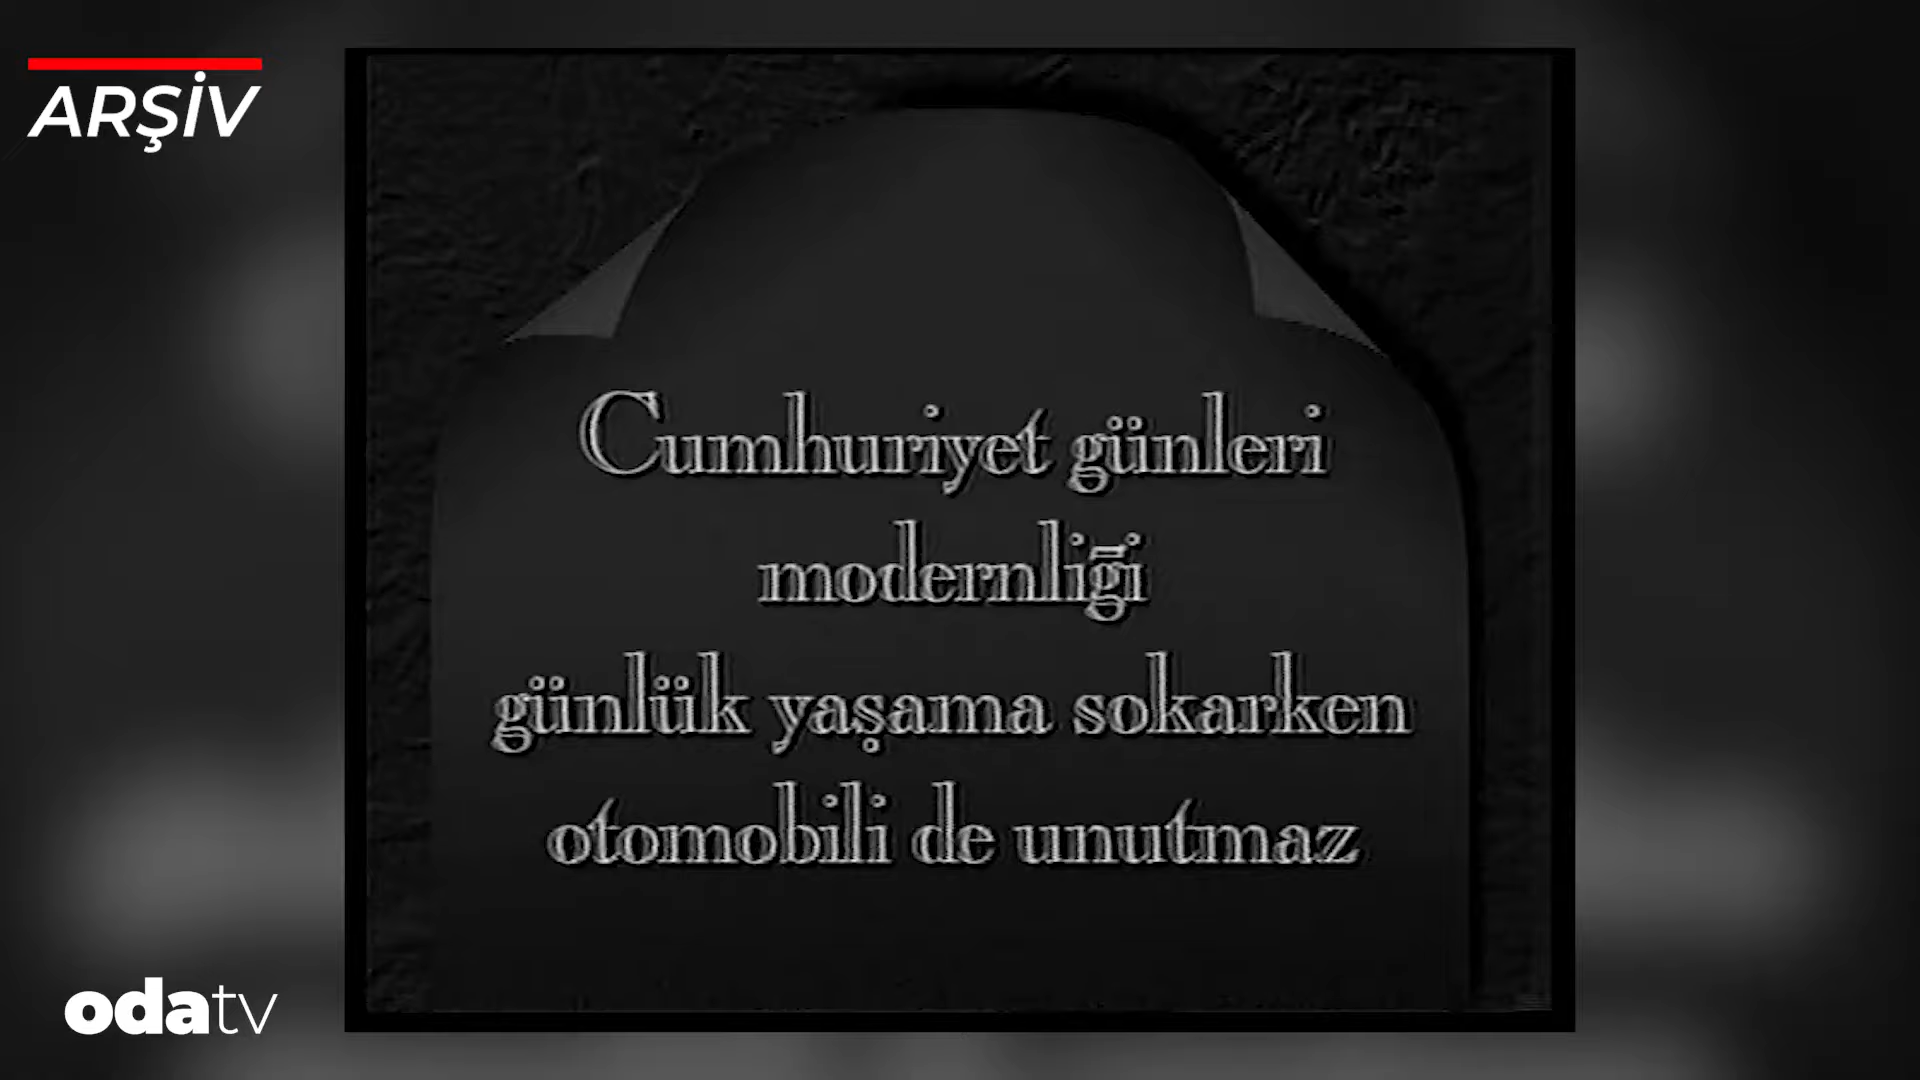 ARŞİV
Cumhuriyet günleri
modernliği
günlük yaşama sokarken
otomobili de unutmaz
odatv